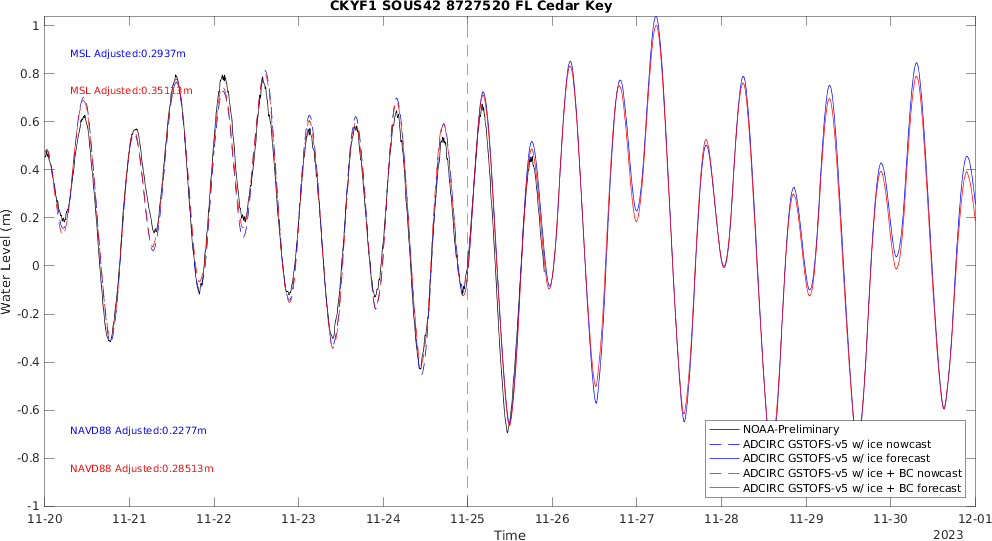 CKYF1 SOUS42 8727520 FL Cedar Key
MSL Adjusted:0.2937m
MSL Adjusted:0.35113m
NAVD88 Adjusted:0.2277m
NAVD88 Adjusted:0.28513m
Water Level (m)
1
0.8
0.6
0.4
0.2
0
-0.2
-0.4
-0.6
-0.8
-1
NOAA-Preliminary
ADCIRC GSTOFS-v5 w/ ice nowcast
ADCIRC GSTOFS-v5 w/ ice forecast
ADCIRC GSTOFS-v5 w/ ice + BC nowcast
ADCIRC GSTOFS-v5 w/ ice + BC forecast
11-20 11-21 11-22 11-23 11-24 11-25 11-26 11-27 11-28 11-29 11-30 12-01
Time
2023